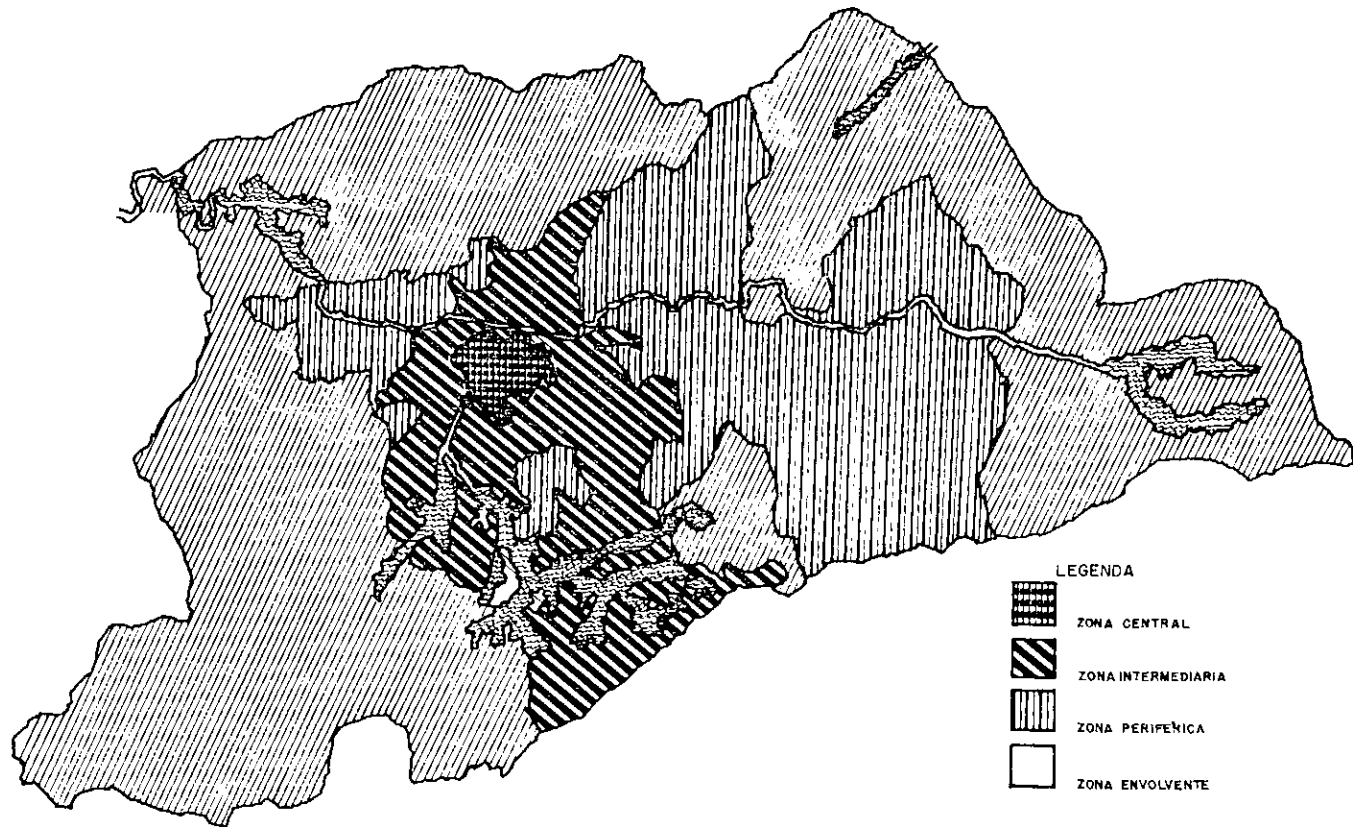 LEGENDA
ZONA CENTRAL
ZONA INTERMEDIARIA
ZONA PERIFERICA
ZONA ENVOLVENTE